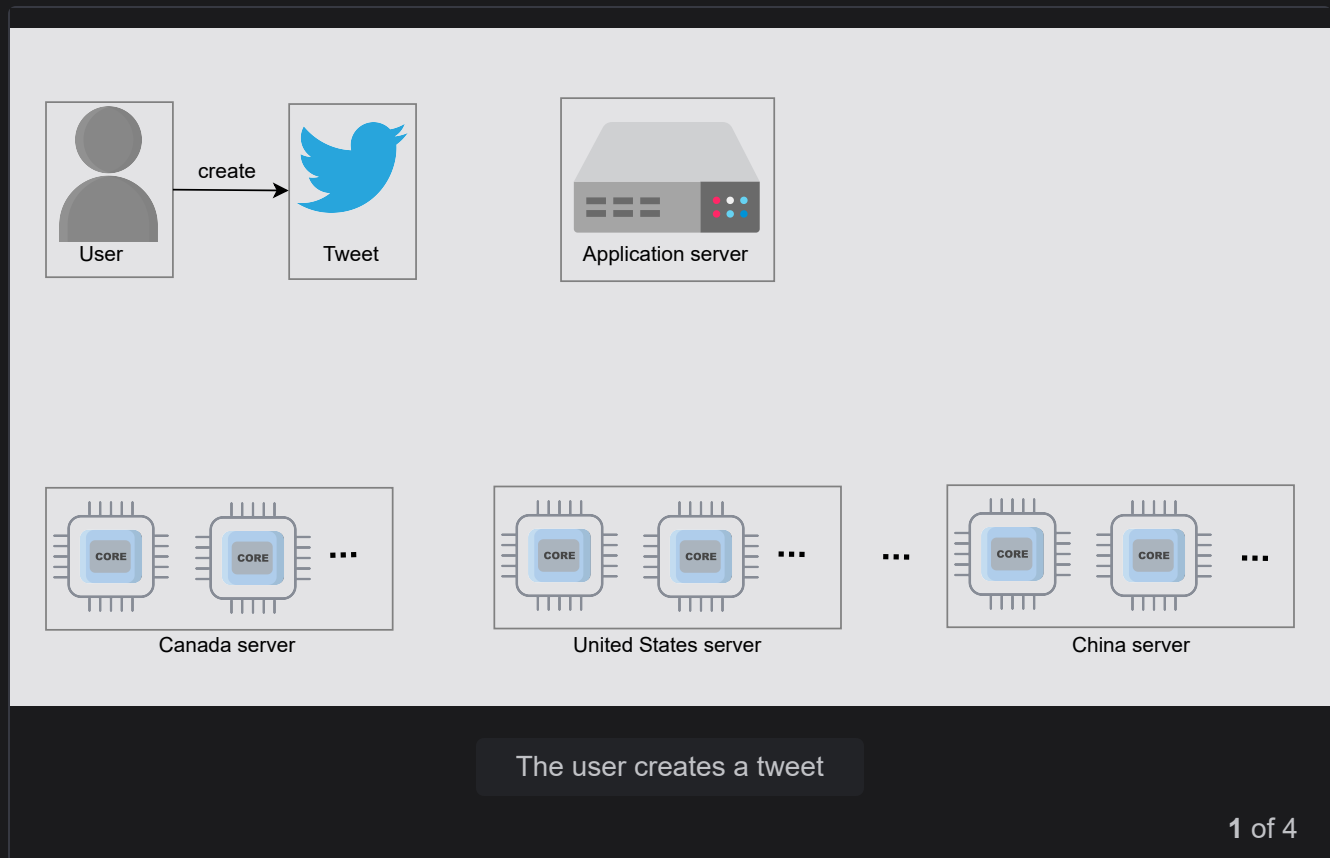 create
User
Tweet
Application server
CORE
CORE
...
CORE
CORE
...
...
CORE
CORE
...
Canada server
United States server
China server
The user creates a tweet
1 of 4